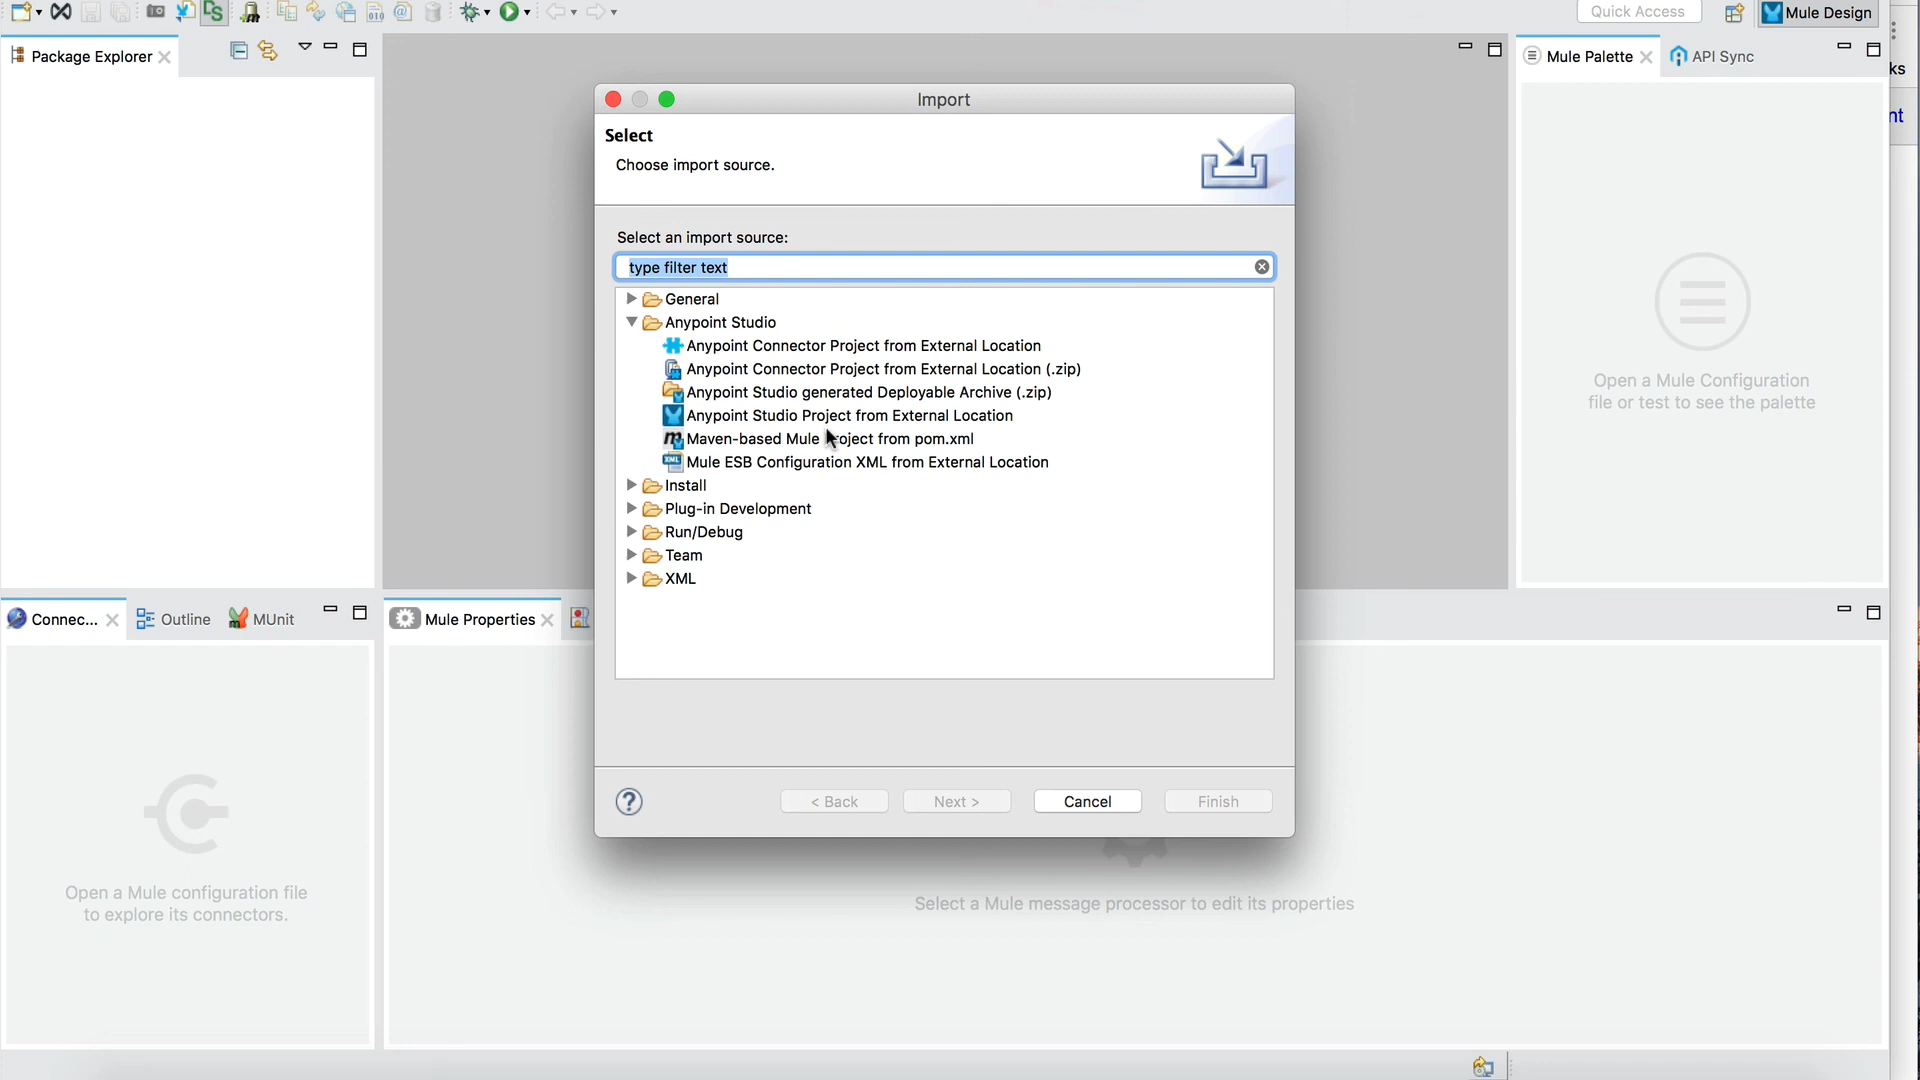 Quick Access
Mule Design
Package Explorer
Mule Palette
API Sync
ks
nt
Import
Select
Choose import source.
Select an import source:
type filter text
General
Anypoint Studio
Anypoint Connector Project from External Location
Anypoint Connector Project from External Location (.zip)
Anypoint Studio generated Deployable Archive (.zip)
Anypoint Studio Project from External Location
Maven-based Mule Project from pom.xml
Mule ESB Configuration XML from External Location
Install
Plug-in Development
Run/Debug
Team
XML
Open a Mule Configuration
file or test to see the palette
Connec...
Outline
MUnit
Mule Properties
< Back
Next >
Cancel
Finish
Open a Mule configuration file
to explore its connectors.
Select a Mule message processor to edit its properties